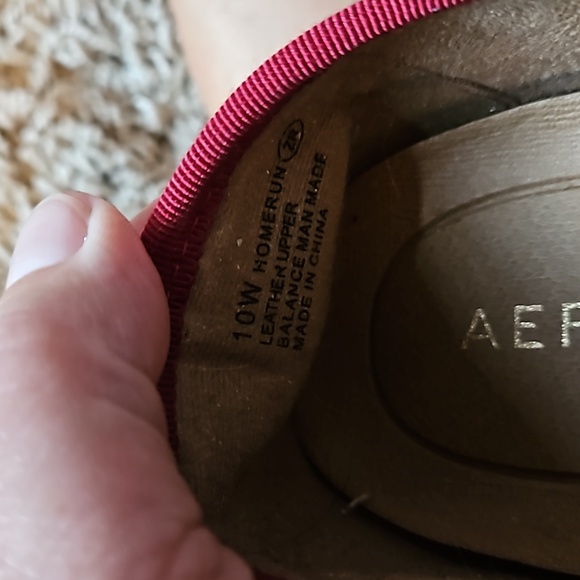 10W HOMERUN 2R
LEATHER UPPER
BALANCE MAN MADE
MADE IN CHINA
AER